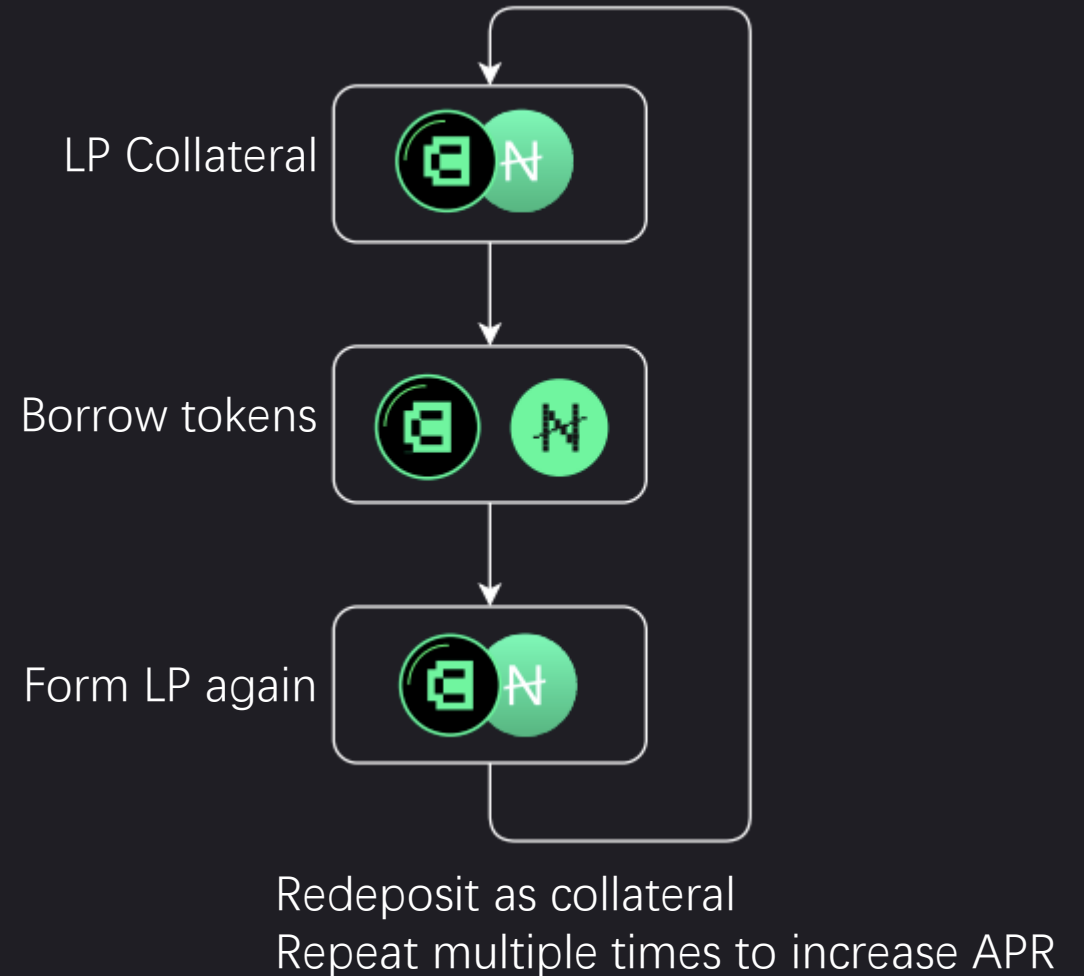 LP Collateral
Borrow tokens
Form LP again
Redeposit as collateral
Repeat multiple times to increase APR